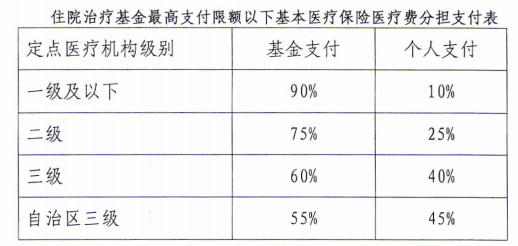 住院治疗基金最高支付限额以下基本医疗保险医疗费分担支付表
定点医疗机构级别 基金支付 个人支付
一级及以下 90% 10%
二级 75% 25%
三级 60% 40%
自治区三级 55% 45%